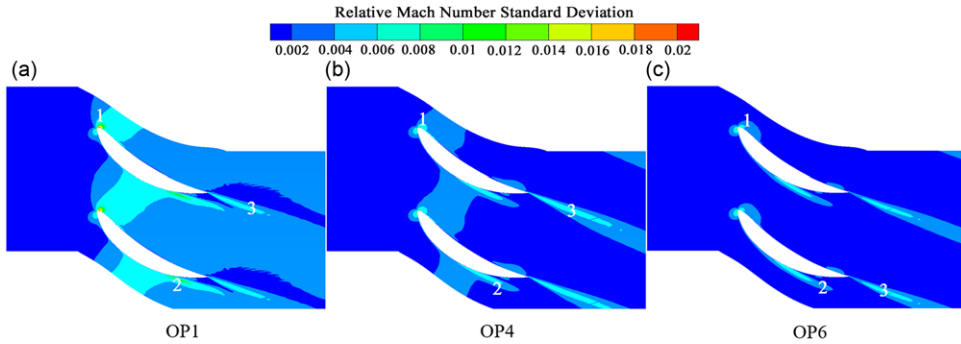 Relative Mach Number Standard Deviation
0.002 0.004 0.006 0.008 0.01 0.012 0.014 0.016 0.018 0.02
(a) (b) (c)
1 1 1
3 3
2 2 2 3
OP1 OP4 OP6